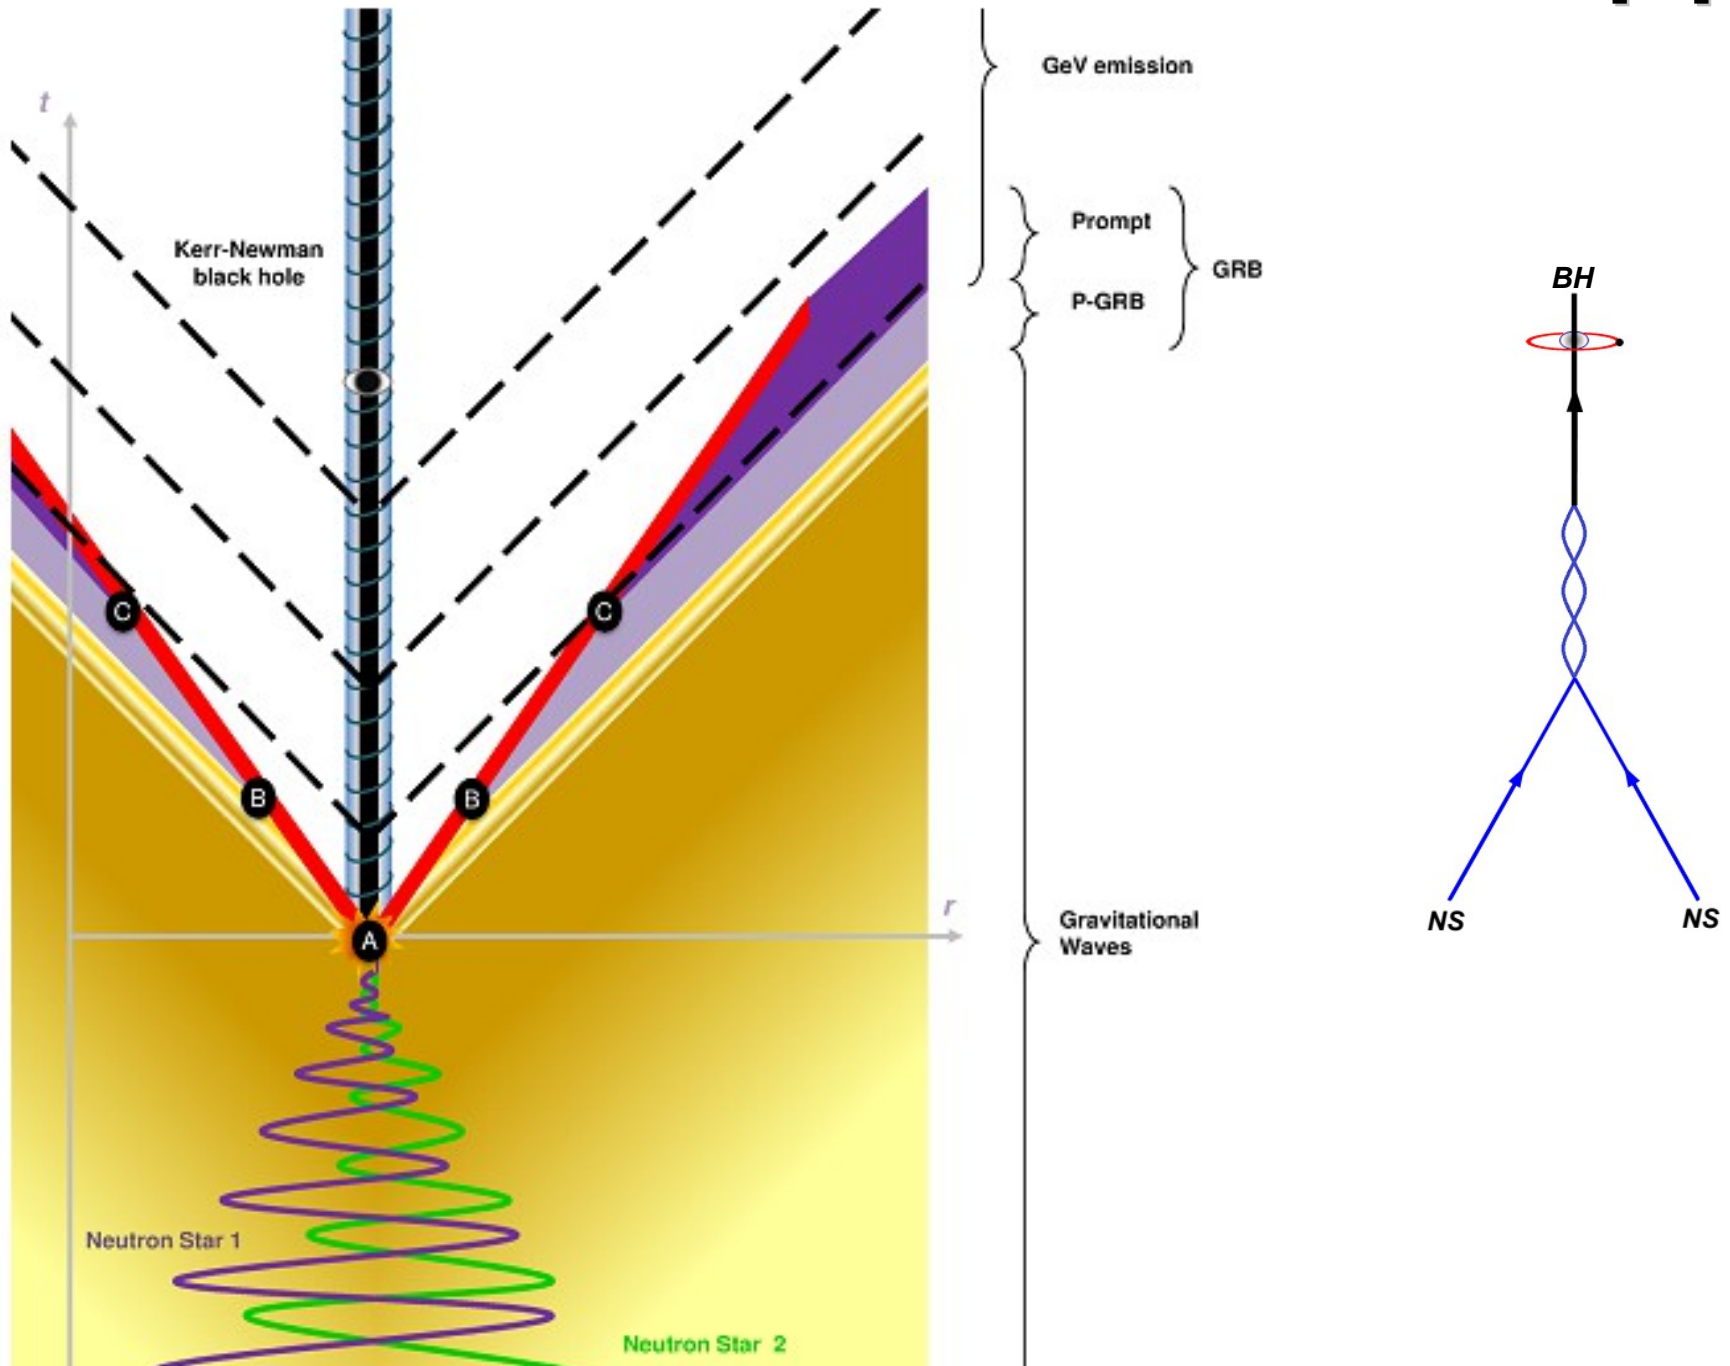 GeV emission
t
Prompt
Kerr-Newman
black hole
GRB
BH
P-GRB
C
C
B
B
r
A
Gravitational
Waves
NS
NS
Neutron Star 1
Neutron Star 2